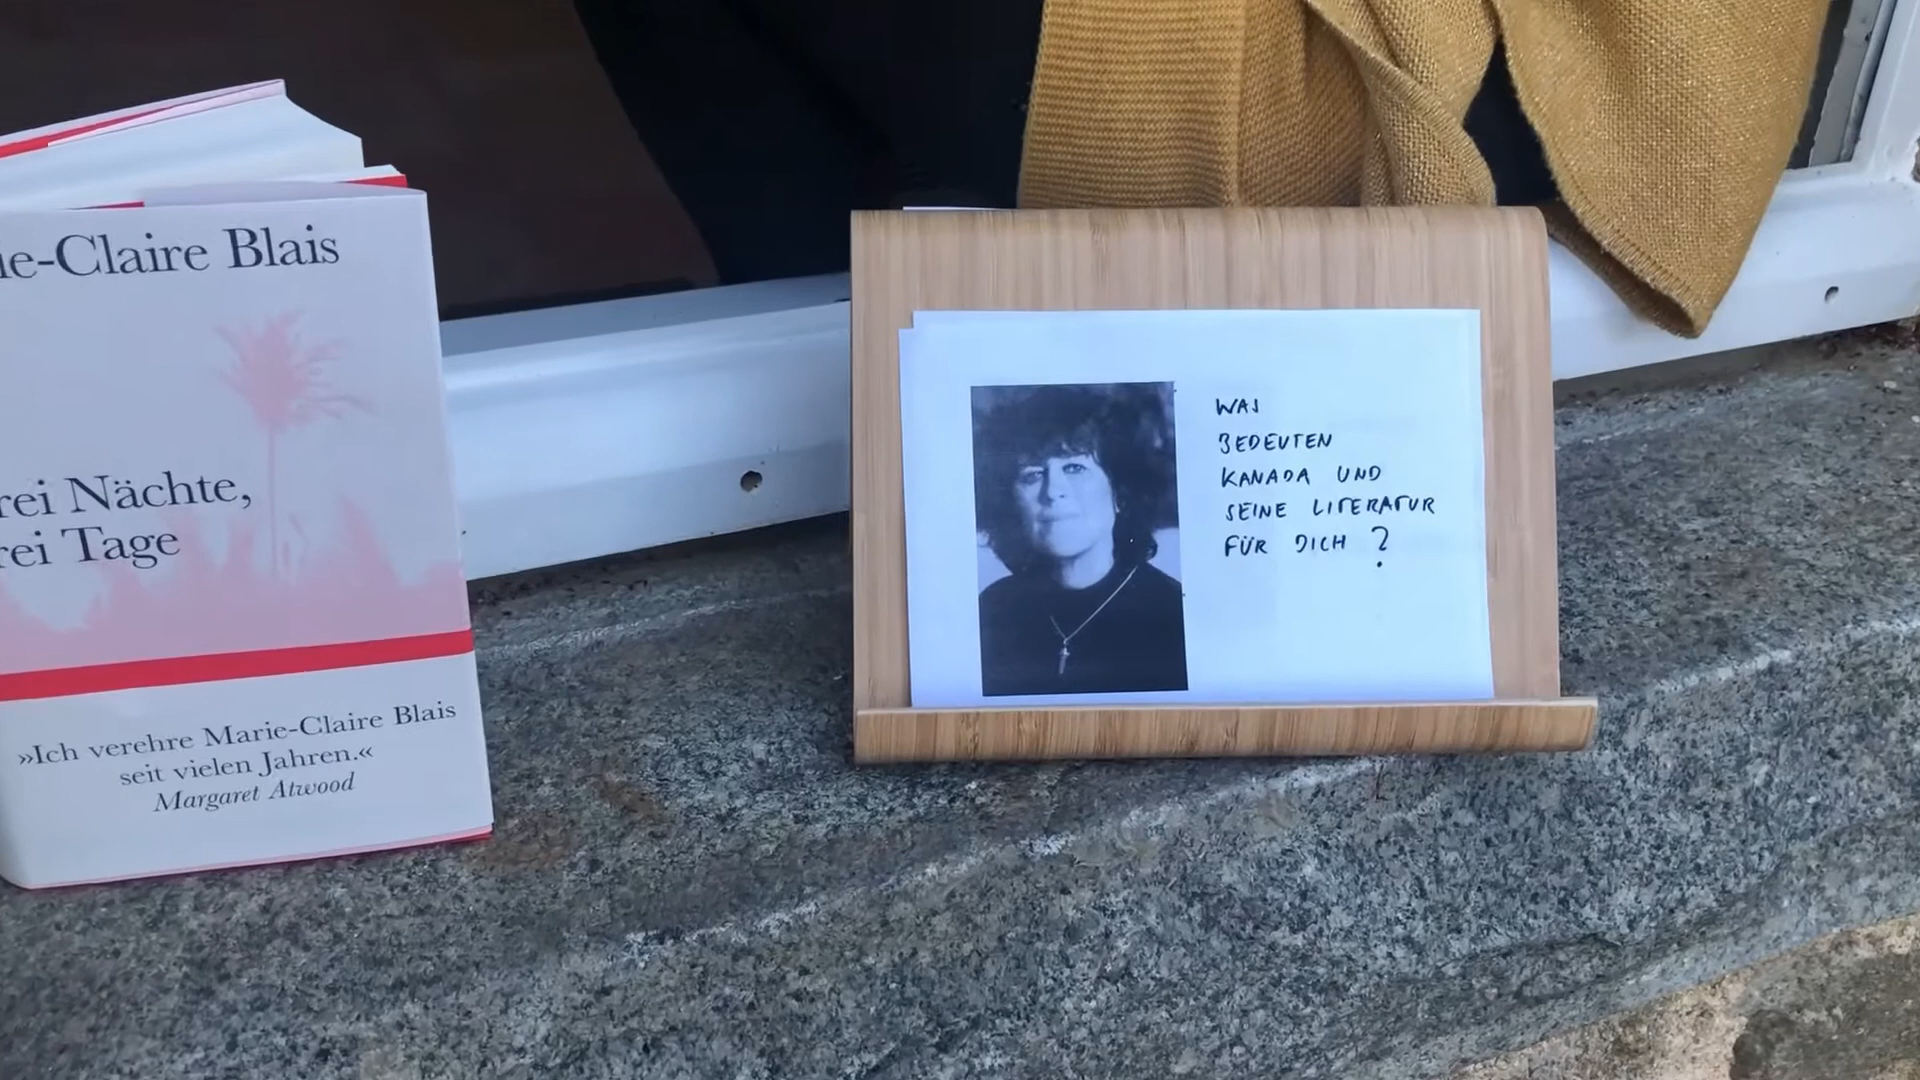 ie-Claire Blais
rei Nächte,
rei Tage
»Ich verehre Marie-Claire Blais
seit vielen Jahren.«
Margaret Atwood
WAS
BEDEUTEN
KANADA UND
SEINE LITERATUR
FÜR DICH ?